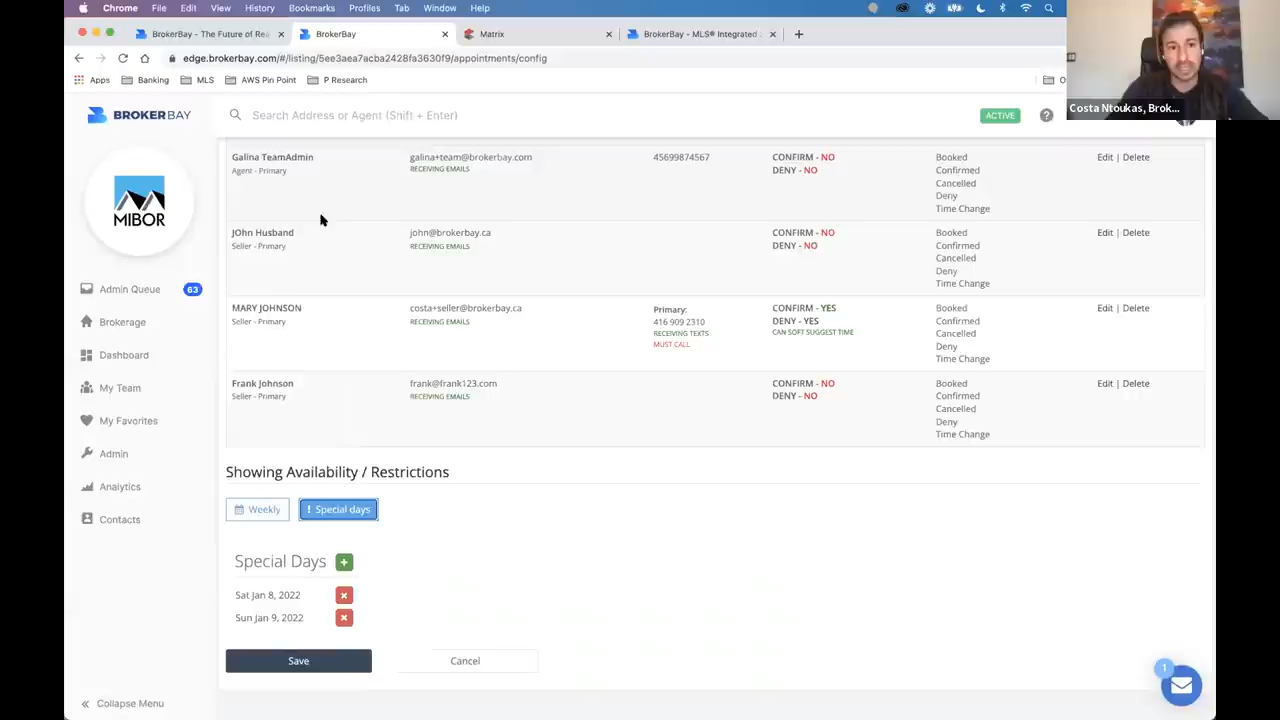 Chrome File Edit View History Bookmarks Profiles Tab Window Help
BrokerBay - The Future of Re
BrokerBay
Matrix
BrokerBay - MLS® Integrated
edge.brokerbay.com/#/listing/5ee3aea7acba2428fa3630f9/appointments/config
Apps Banking MLS AWS Pin Point P Research
Costa Ntoukas, Brok...
BROKERBAY
Search Address or Agent (Shift + Enter)
ACTIVE
?
MIBOR
Admin Queue 63
Brokerage
Dashboard
My Team
My Favorites
Admin
Analytics
Contacts
Collapse Menu
Galina TeamAdmin
Agent - Primary
galina+team@brokerbay.com
RECEIVING EMAILS
45699874567
CONFIRM - NO
DENY - NO
Booked
Confirmed
Cancelled
Deny
Time Change
Edit | Delete
JOhn Husband
Seller - Primary
john@brokerbay.ca
RECEIVING EMAILS
CONFIRM - NO
DENY - NO
Booked
Confirmed
Cancelled
Deny
Time Change
Edit | Delete
MARY JOHNSON
Seller - Primary
costa+seller@brokerbay.ca
RECEIVING EMAILS
Primary:
416 909 2310
RECEIVING TEXTS
MUST CALL
CONFIRM - YES
DENY - YES
CAN SOFT SUGGEST TIME
Booked
Confirmed
Cancelled
Deny
Time Change
Edit | Delete
Frank Johnson
Seller - Primary
frank@frank123.com
RECEIVING EMAILS
CONFIRM - NO
DENY - NO
Booked
Confirmed
Cancelled
Deny
Time Change
Edit | Delete
Showing Availability / Restrictions
Weekly
! Special days
Special Days +
Sat Jan 8, 2022
Sun Jan 9, 2022
Save
Cancel
1